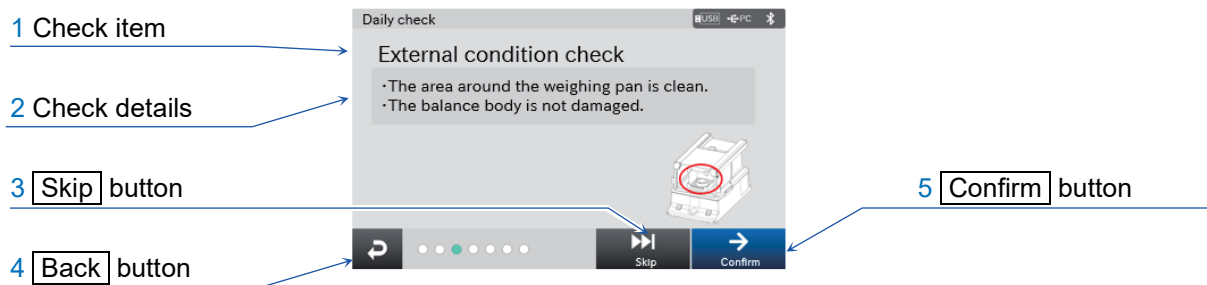 1 Check item
2 Check details
3 Skip button
4 Back button
Daily check
USB PC
External condition check
・The area around the weighing pan is clean.
・The balance body is not damaged.
Skip
Confirm
5 Confirm button